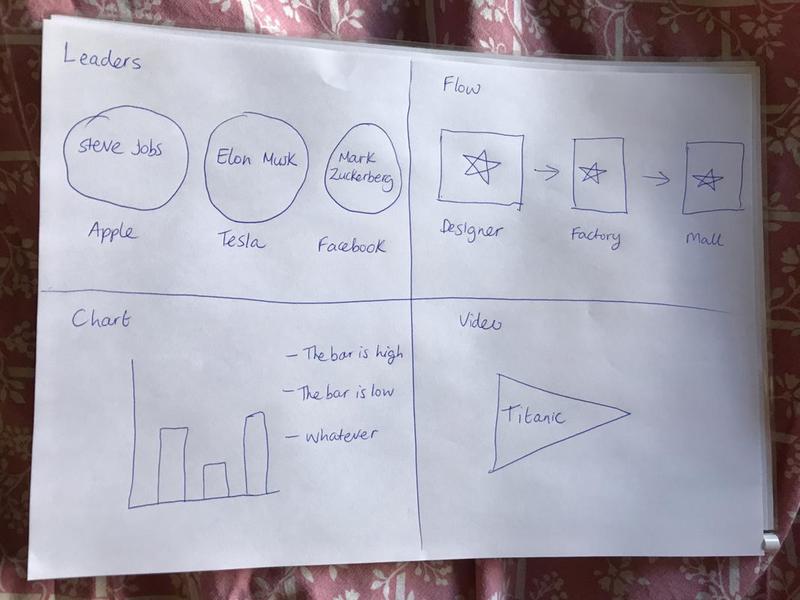 Leaders
Steve Jobs
Elon Musk
Mark
Zuckerberg
Apple
Tesla
Facebook
Flow
Designer
Factory
Mall
Chart
- The bar is high
- The bar is low
- whatever
Video
Titanic